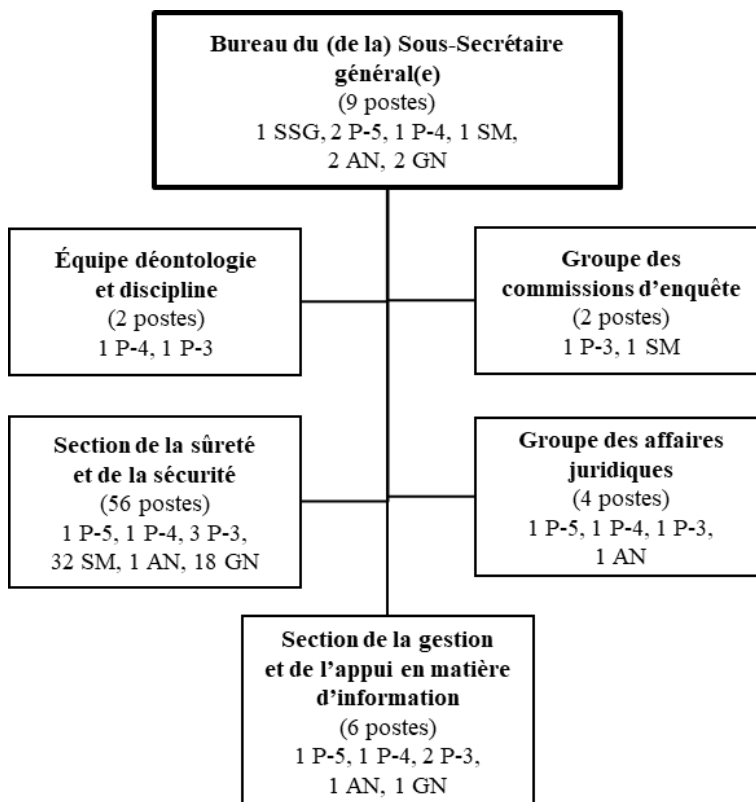 Bureau du (de la) Sous-Secrétaire
général(e)
(9 postes)
1 SSG, 2 P-5, 1 P-4, 1 SM,
2 AN, 2 GN
Équipe déontologie
et discipline
(2 postes)
1 P-4, 1 P-3
Groupe des
commissions d’enquête
(2 postes)
1 P-3, 1 SM
Section de la sûreté
et de la sécurité
(56 postes)
1 P-5, 1 P-4, 3 P-3,
32 SM, 1 AN, 18 GN
Groupe des affaires
juridiques
(4 postes)
1 P-5, 1 P-4, 1 P-3,
1 AN
Section de la gestion
et de l’appui en matière
d’information
(6 postes)
1 P-5, 1 P-4, 2 P-3,
1 AN, 1 GN